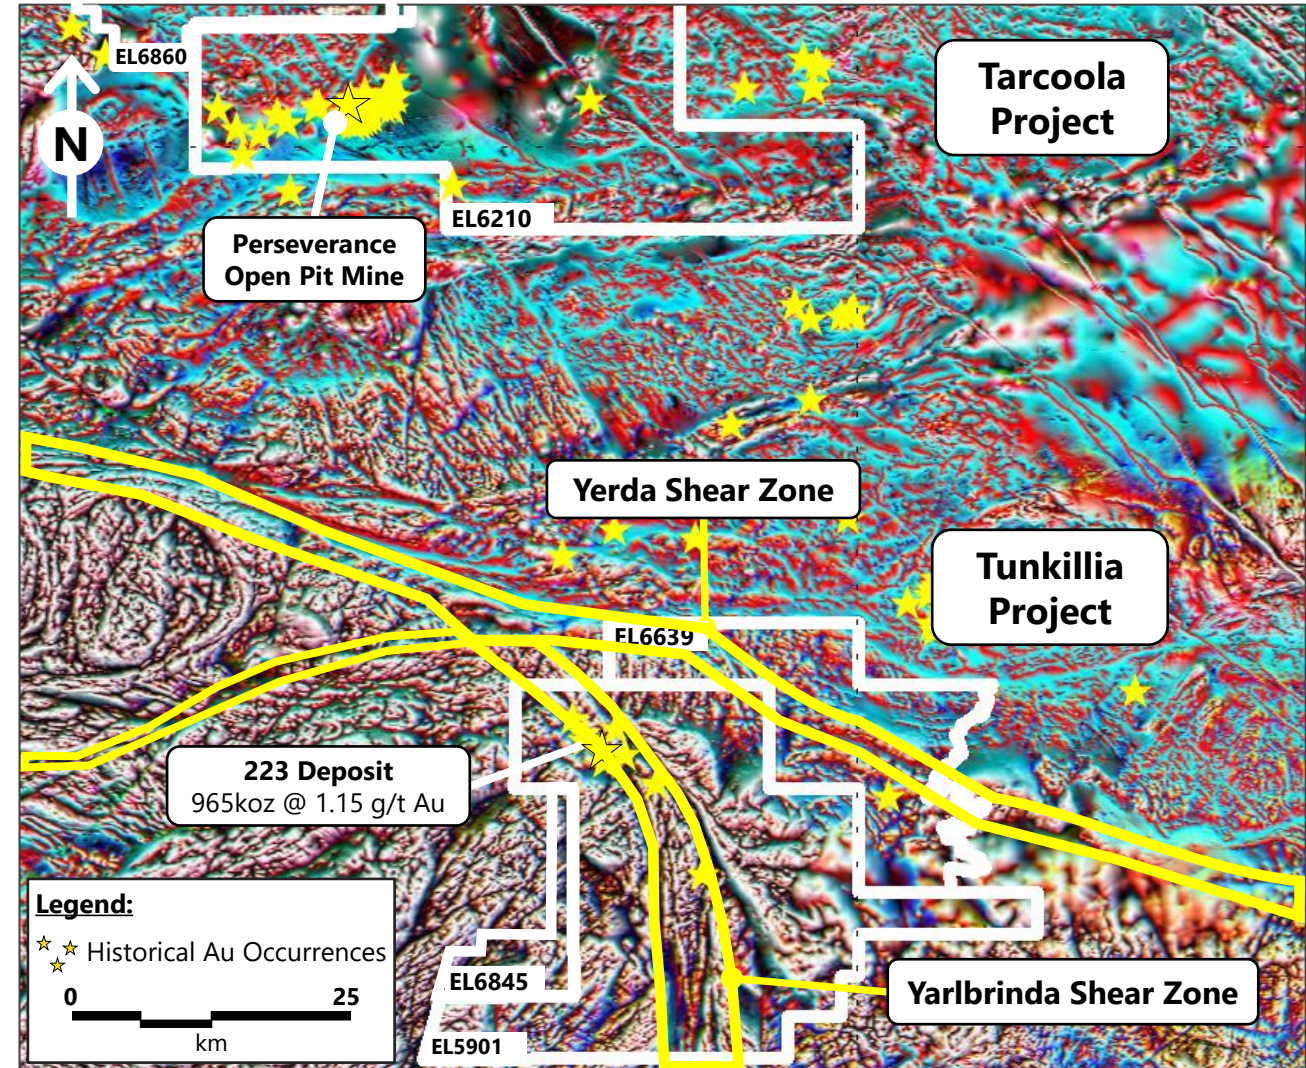 EL6860
Tarcoola
Project
N
EL6210
Perseverance
Open Pit Mine
Yerda Shear Zone
Tunkillia
Project
EL6639
223 Deposit
965koz @ 1.15 g/t Au
Legend:
Historical Au Occurrences
0 25
km
EL6845
Yarlbrinda Shear Zone
EL5901